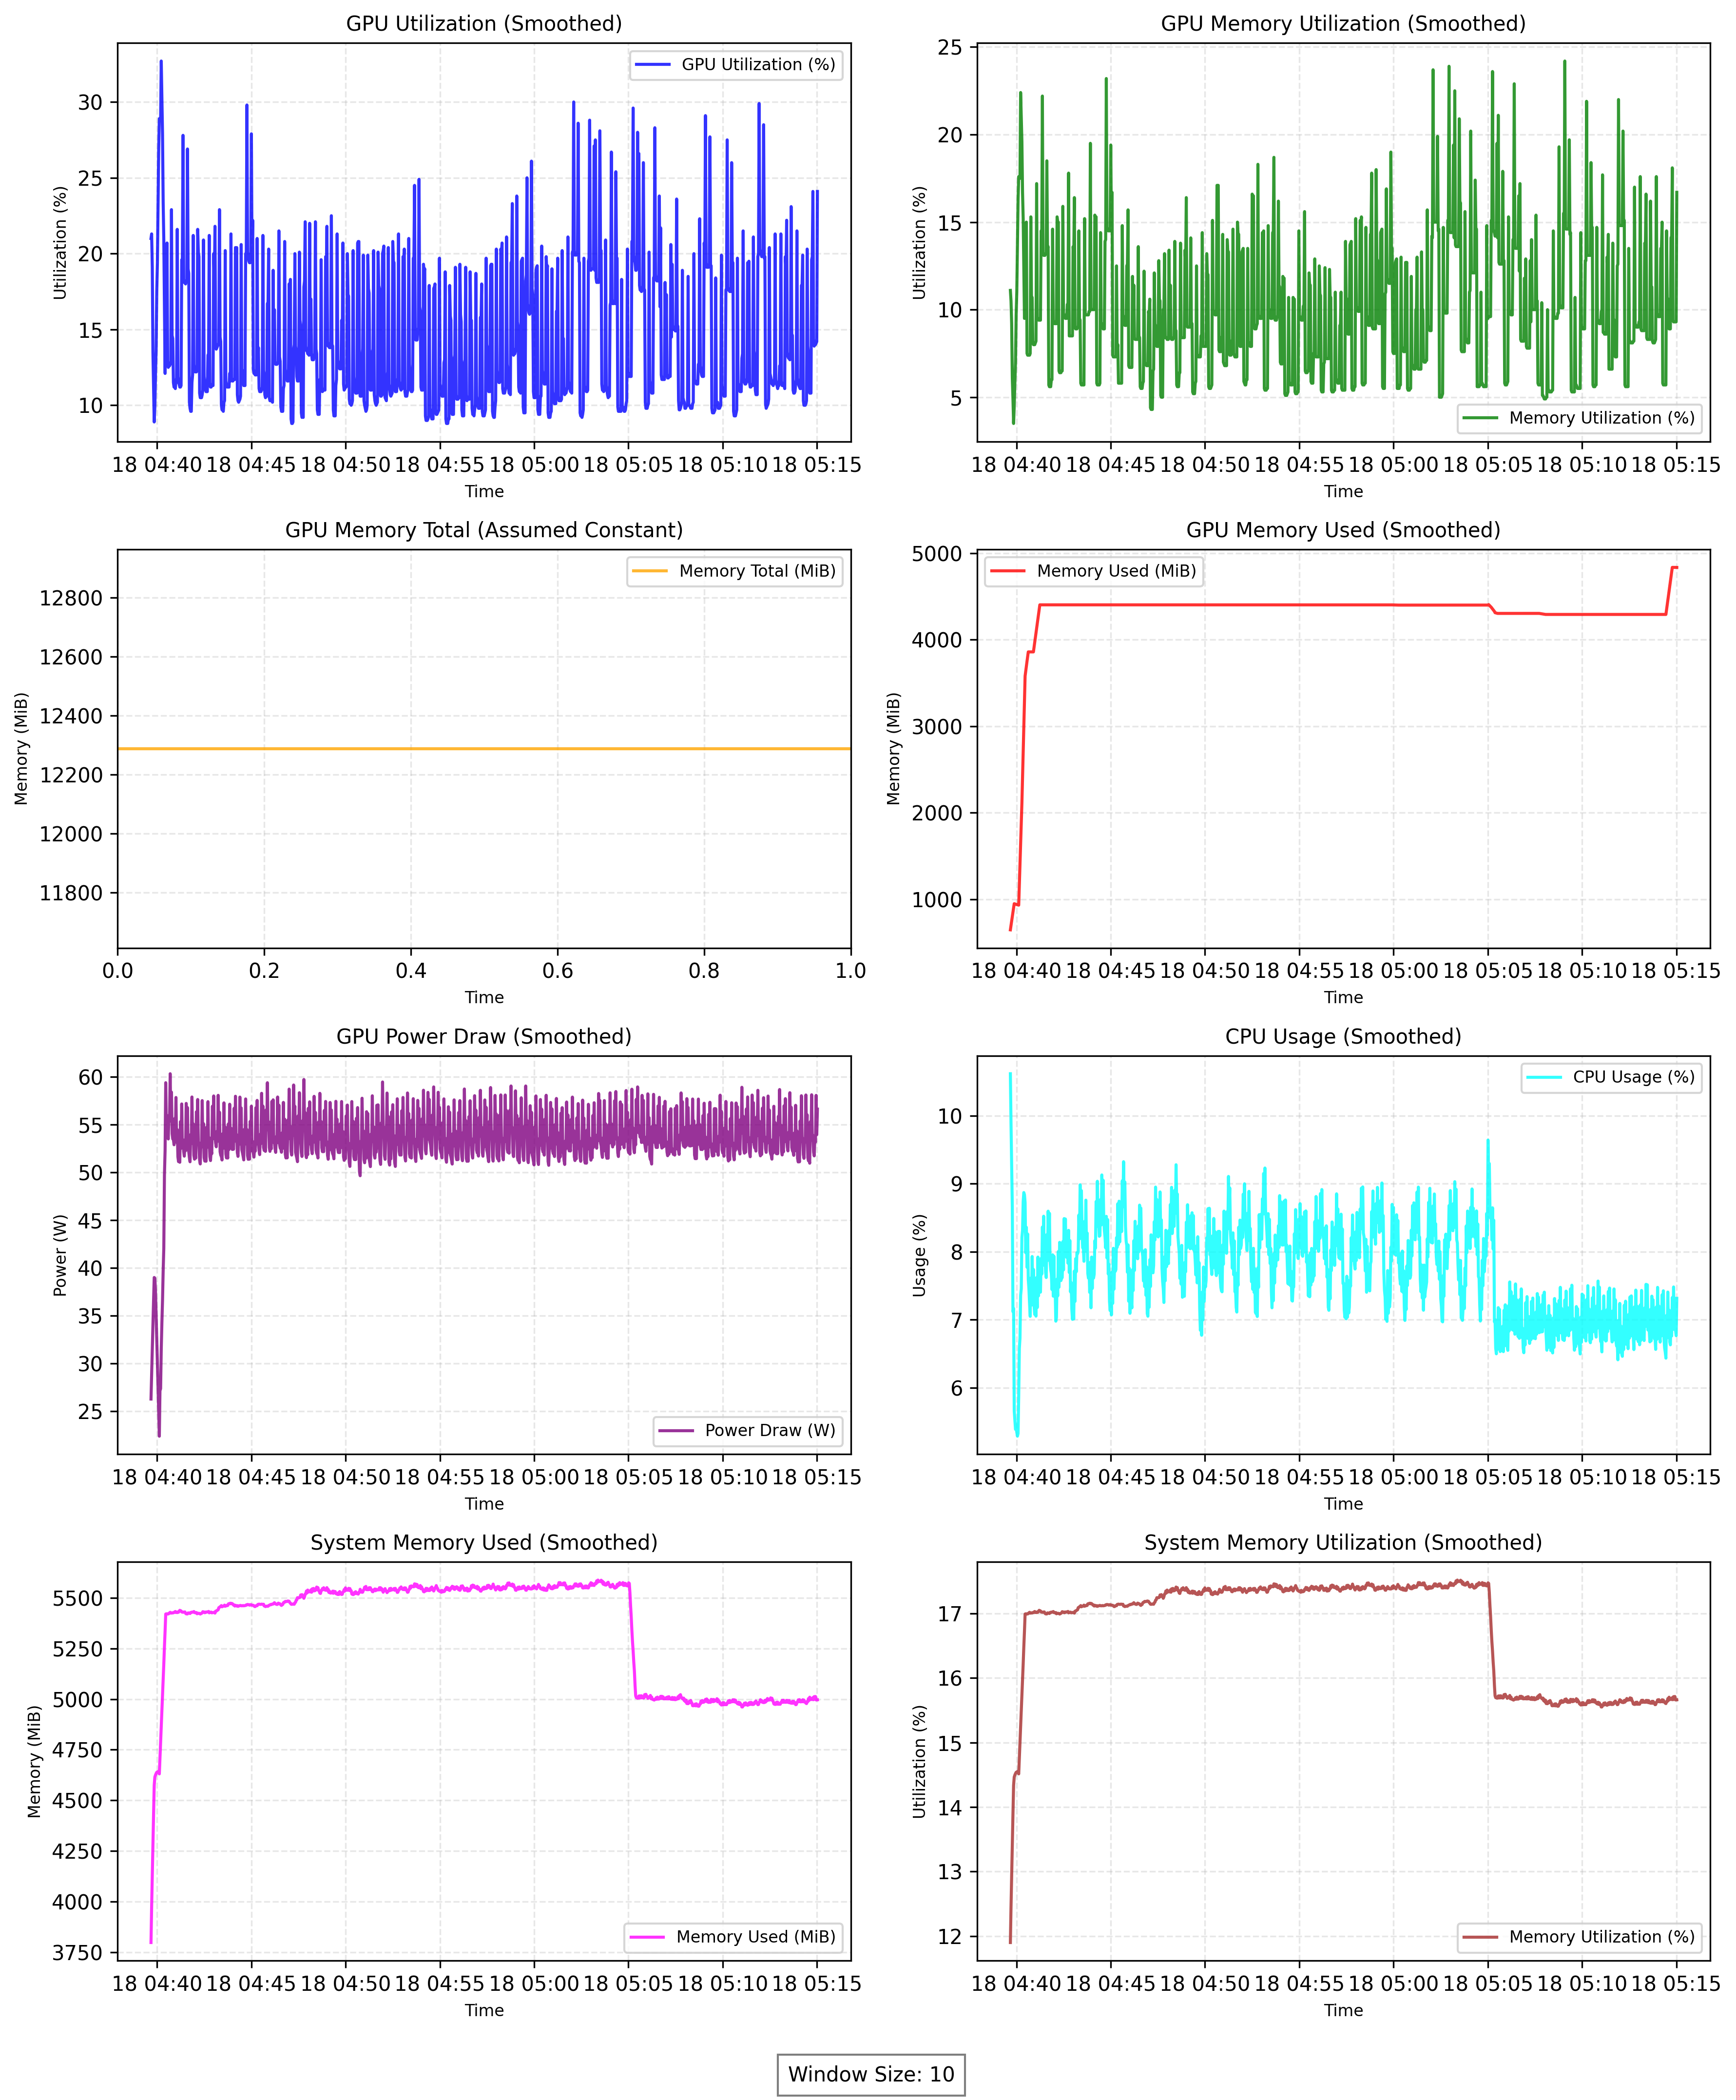 GPU Utilization (Smoothed)
GPU Utilization (%)
Utilization (%)
30
25
20
15
10
18 04:40 18 04:45 18 04:50 18 04:55 18 05:00 18 05:05 18 05:10 18 05:15
Time
GPU Memory Utilization (Smoothed)
Memory Utilization (%)
Utilization (%)
25
20
15
10
5
18 04:40 18 04:45 18 04:50 18 04:55 18 05:00 18 05:05 18 05:10 18 05:15
Time
GPU Memory Total (Assumed Constant)
Memory Total (MiB)
Memory (MiB)
12800
12600
12400
12200
12000
11800
0.0 0.2 0.4 0.6 0.8 1.0
Time
GPU Memory Used (Smoothed)
Memory Used (MiB)
Memory (MiB)
5000
4000
3000
2000
1000
18 04:40 18 04:45 18 04:50 18 04:55 18 05:00 18 05:05 18 05:10 18 05:15
Time
GPU Power Draw (Smoothed)
Power Draw (W)
Power (W)
60
55
50
45
40
35
30
25
18 04:40 18 04:45 18 04:50 18 04:55 18 05:00 18 05:05 18 05:10 18 05:15
Time
CPU Usage (Smoothed)
CPU Usage (%)
Usage (%)
10
9
8
7
6
18 04:40 18 04:45 18 04:50 18 04:55 18 05:00 18 05:05 18 05:10 18 05:15
Time
System Memory Used (Smoothed)
Memory Used (MiB)
Memory (MiB)
5500
5250
5000
4750
4500
4250
4000
3750
18 04:40 18 04:45 18 04:50 18 04:55 18 05:00 18 05:05 18 05:10 18 05:15
Time
System Memory Utilization (Smoothed)
Memory Utilization (%)
Utilization (%)
17
16
15
14
13
12
18 04:40 18 04:45 18 04:50 18 04:55 18 05:00 18 05:05 18 05:10 18 05:15
Time
Window Size: 10